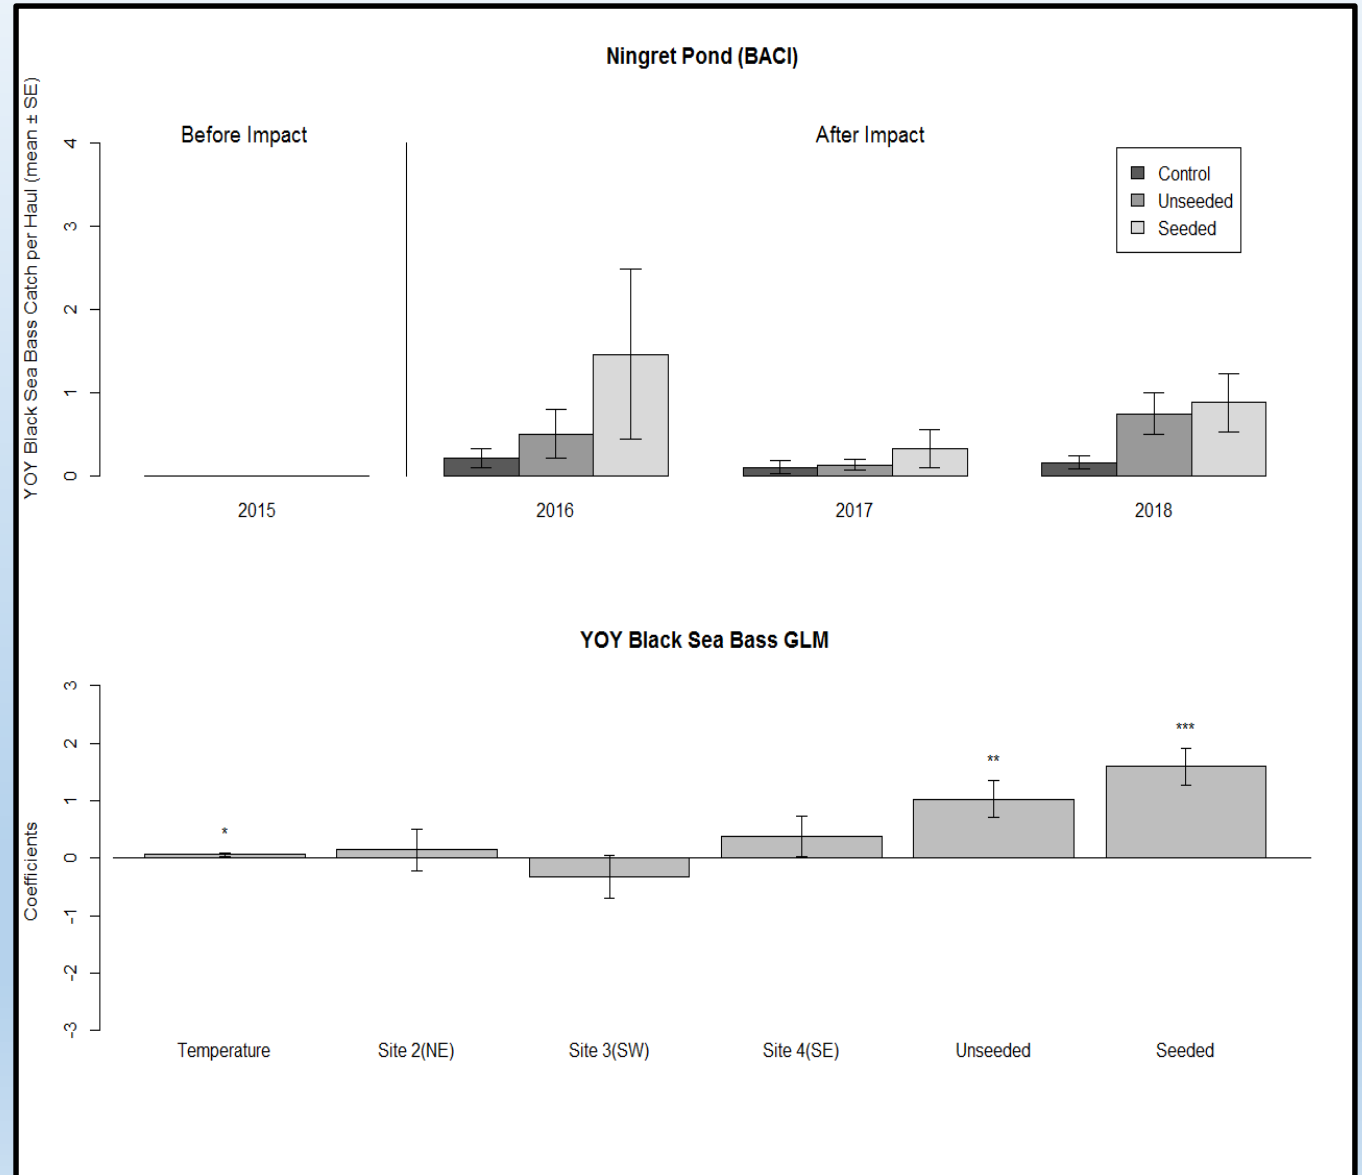 Ningret Pond (BACI)
YOY Black Sea Bass Catch per Haul (mean ± SE)
Before Impact
After Impact
4
3
2
1
0
Control
Unseeded
Seeded
2015
2016
2017
2018
YOY Black Sea Bass GLM
Coefficients
3
2
1
0
-1
-2
-3
*
**
***
Temperature
Site 2(NE)
Site 3(SW)
Site 4(SE)
Unseeded
Seeded